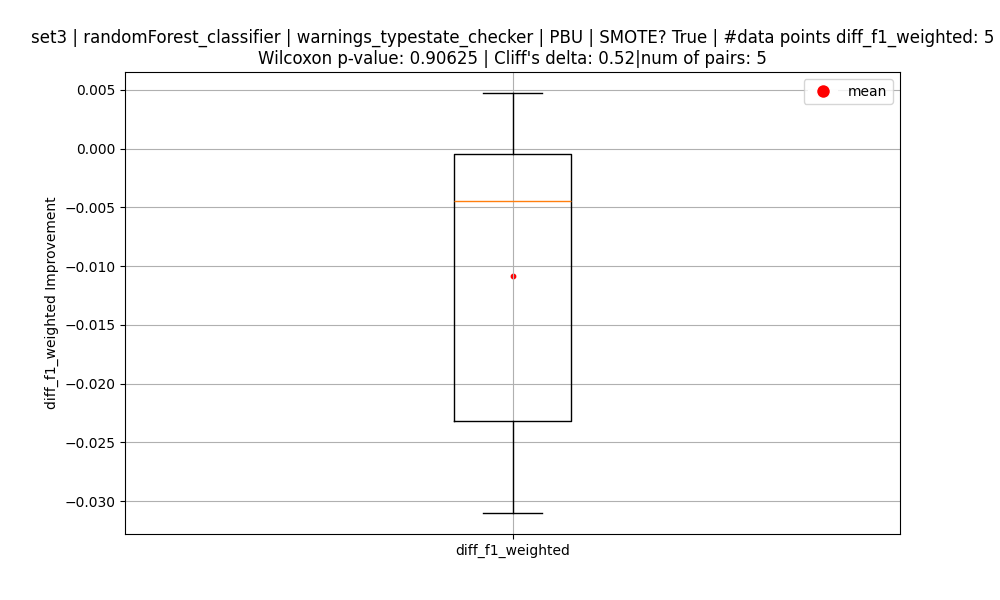 set3 | randomForest_classifier | warnings_typestate_checker | PBU | SMOTE? True | #data points diff_f1_weighted: 5
Wilcoxon p-value: 0.90625 | Cliff's delta: 0.52|num of pairs: 5
mean
0.005
0.000
−0.005
−0.010
−0.015
−0.020
−0.025
−0.030
diff_f1_weighted Improvement
diff_f1_weighted